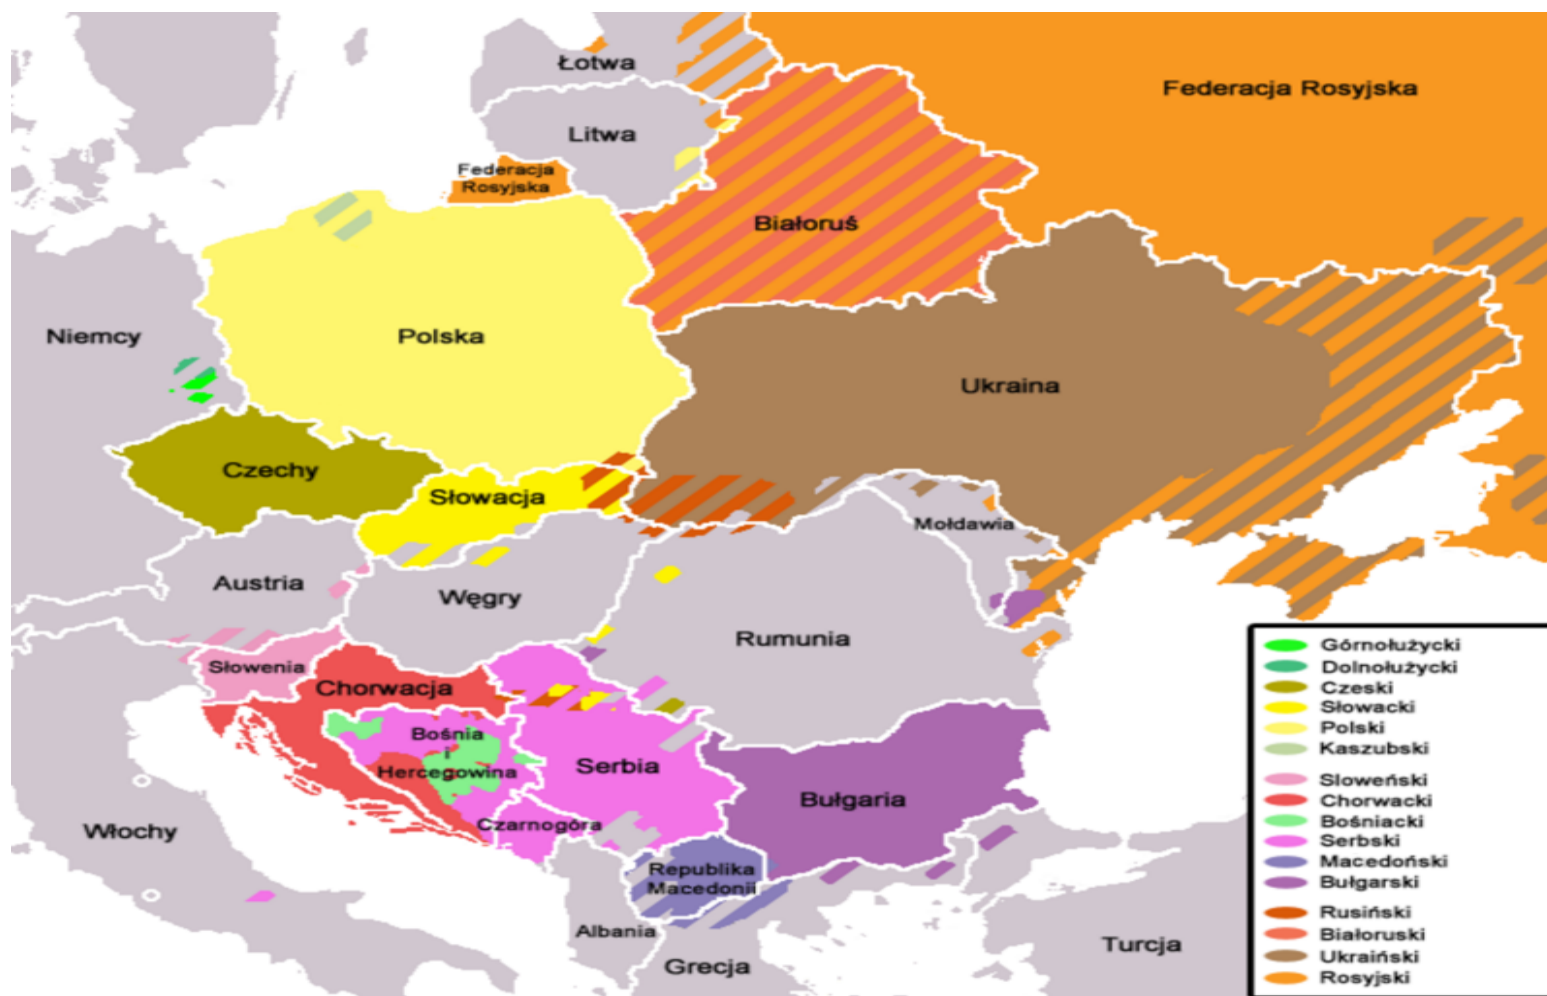 Łotwa
Federacja Rosyjska
Litwa
Federacja
Rosyjska
Białoruś
Niemcy
Polska
Ukraina
Czechy
Słowacja
Mołdawia
Austria
Węgry
Rumunia
Słowenia
Chorwacja
Bośnia
i
Hercegowina
Serbia
Bułgaria
Włochy
Czarnogóra
Republika
Macedonii
Albania
Grecja
Turcja
Górnołużycki
Dolnołużycki
Czeski
Słowacki
Polski
Kaszubski
Sloweński
Chorwacki
Bośniacki
Serbski
Macedoński
Bułgarski
Rusiński
Białoruski
Ukraiński
Rosyjski